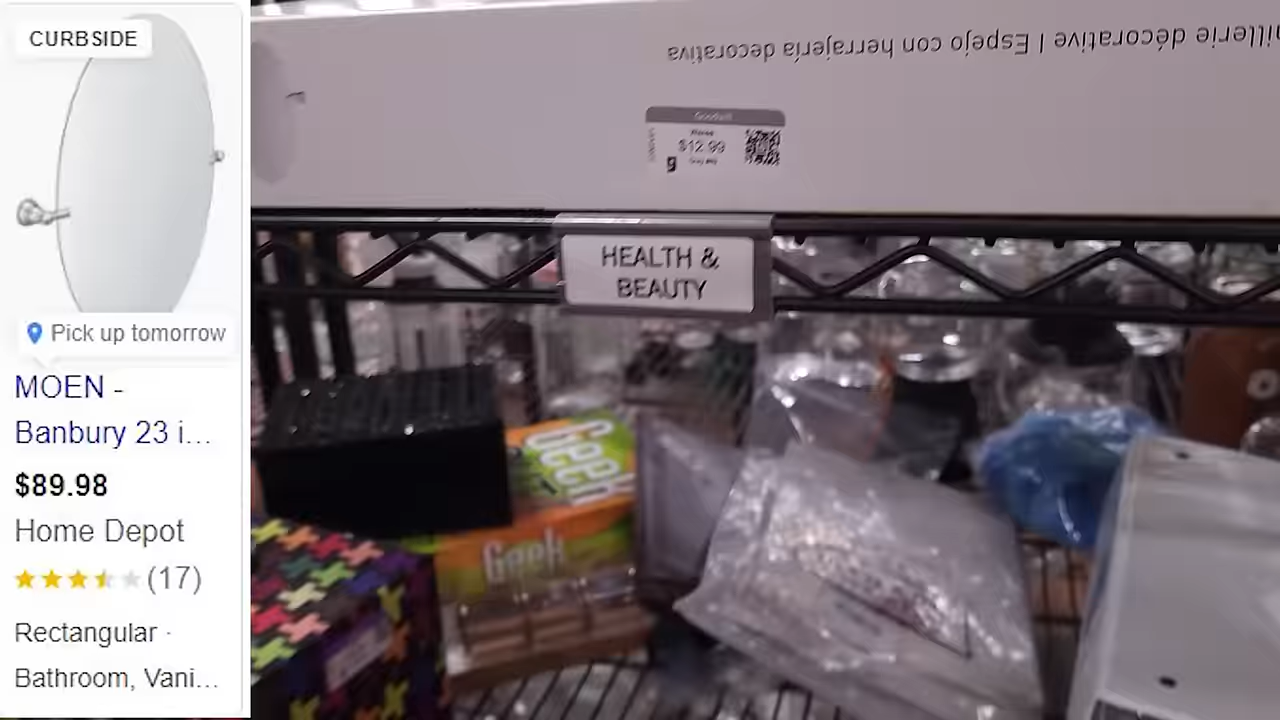 CURBSIDE
Pick up tomorrow
MOEN -
Banbury 23 i...
$89.98
Home Depot
(17)
Rectangular ·
Bathroom, Vani...
illerie décorative | Espejo con herrajería decorativa
Goodwill
$12.99
HEALTH &
BEAUTY
Geek
Geek